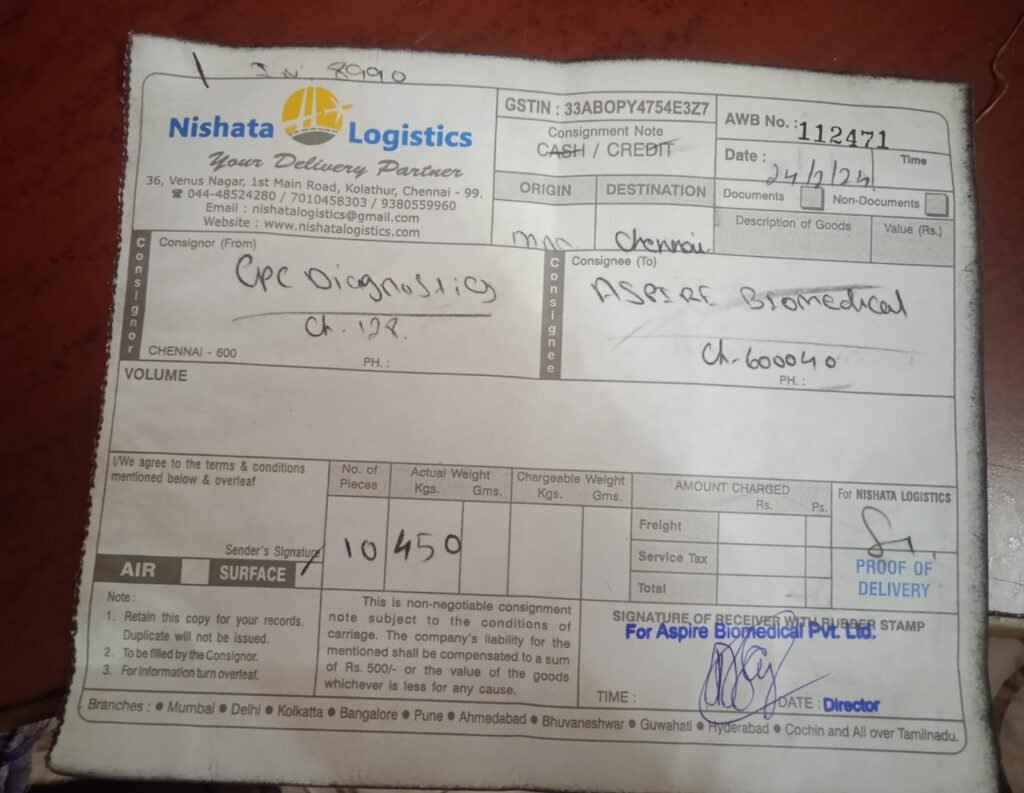 I N. 8990
Nishata Logistics
Your Delivery Partner
36, Venus Nagar, 1st Main Road, Kolathur, Chennai - 99.
☎ 044-48524280 / 7010458303 / 9380559960
Email : nishatalogistics@gmail.com
Website : www.nishatalogistics.com
GSTIN : 33ABOPY4754E3Z7
Consignment Note
CASH / CREDIT
ORIGIN DESTINATION
Chennai
AWB No. : 112471
Date : 24/2/24 Time
Documents Non-Documents
Description of Goods Value (Rs.)
Consignor
Consignor (From)
CPC Diagnostics
Ch. 128.
CHENNAI - 600 PH. :
Consignee
Consignee (To)
ASPIRE Biomedical
Ch-600040
PH. :
VOLUME
I/We agree to the terms & conditions
mentioned below & overleaf
Sender's Signature
AIR SURFACE
No. of Pieces
10
Actual Weight
Kgs. Gms.
450
Chargeable Weight
Kgs. Gms.
AMOUNT CHARGED
Rs. Ps.
Freight
Service Tax
Total
For NISHATA LOGISTICS
PROOF OF
DELIVERY
Note :
1. Retain this copy for your records.
Duplicate will not be issued.
2. To be filled by the Consignor.
3. For information turn overleaf.
This is non-negotiable consignment
note subject to the conditions of
carriage. The company's liability for the
mentioned shall be compensated to a sum
of Rs. 500/- or the value of the goods
whichever is less for any cause.
SIGNATURE OF RECEIVER WITH RUBBER STAMP
For Aspire Biomedical Pvt. Ltd.
TIME : DATE :
Director
Branches : ● Mumbai ● Delhi ● Kolkatta ● Bangalore ● Pune ● Ahmedabad ● Bhuvaneshwar ● Guwahati ● Hyderabad ● Cochin and All over Tamilnadu.